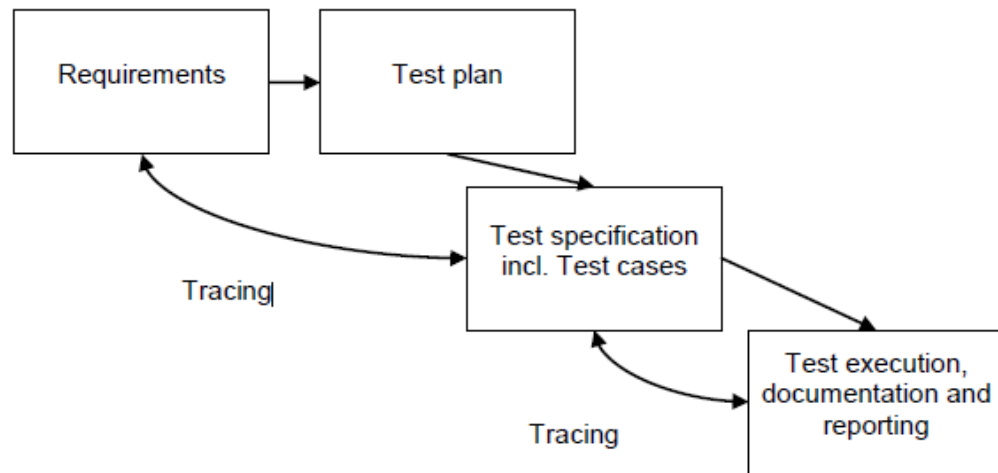 Requirements
Test plan
Test specification
incl. Test cases
Tracing
Test execution,
documentation and
reporting
Tracing